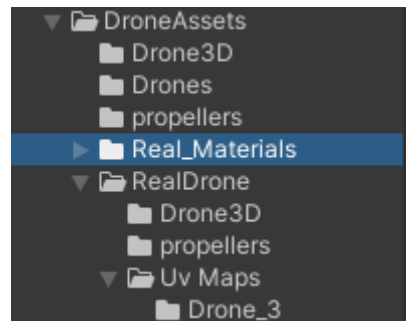 DroneAssets
Drone3D
Drones
propellers
Real_Materials
RealDrone
Drone3D
propellers
Uv Maps
Drone_3